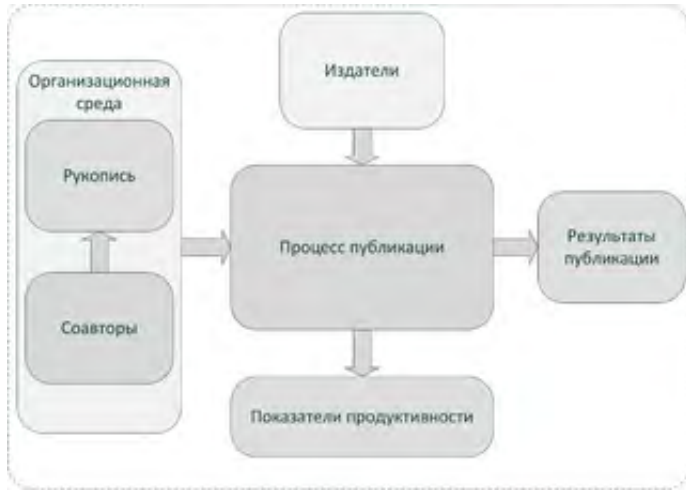 Организационная
среда
Рукопись
Соавторы
Издатели
Процесс публикации
Результаты
публикации
Показатели продуктивности